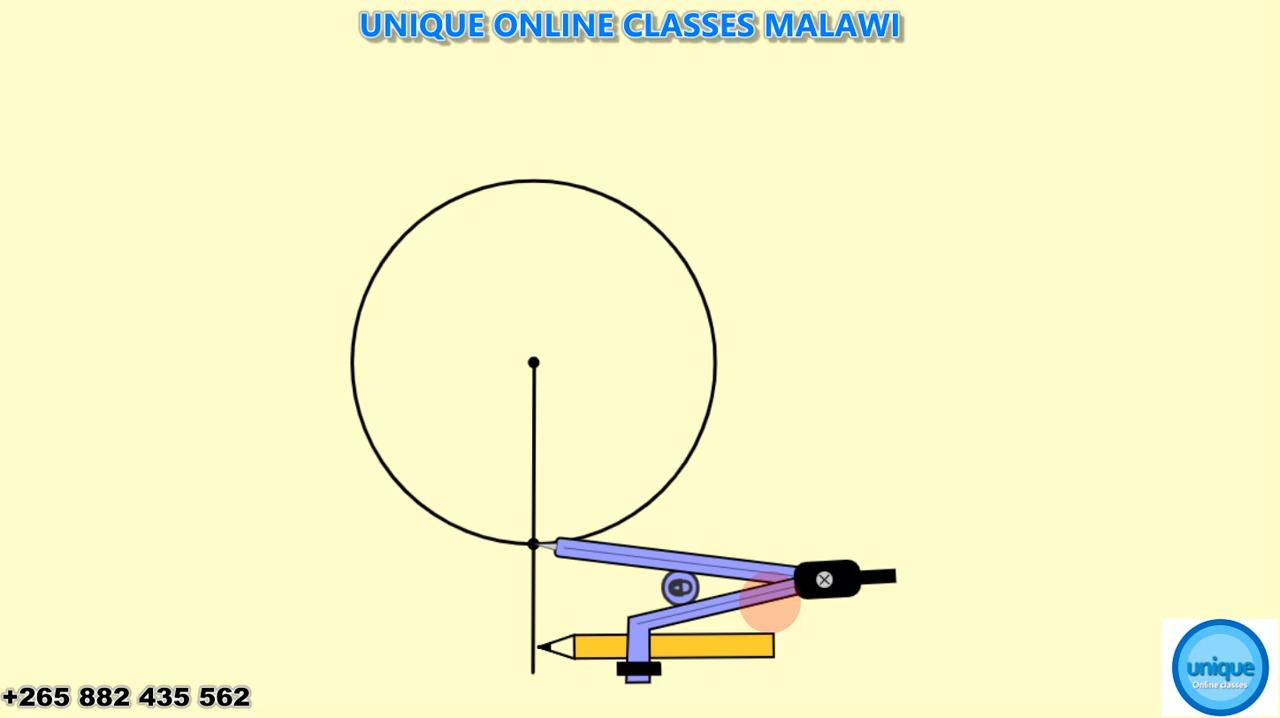 UNIQUE ONLINE CLASSES MALAWI
+265 882 435 562
unique
Online classes